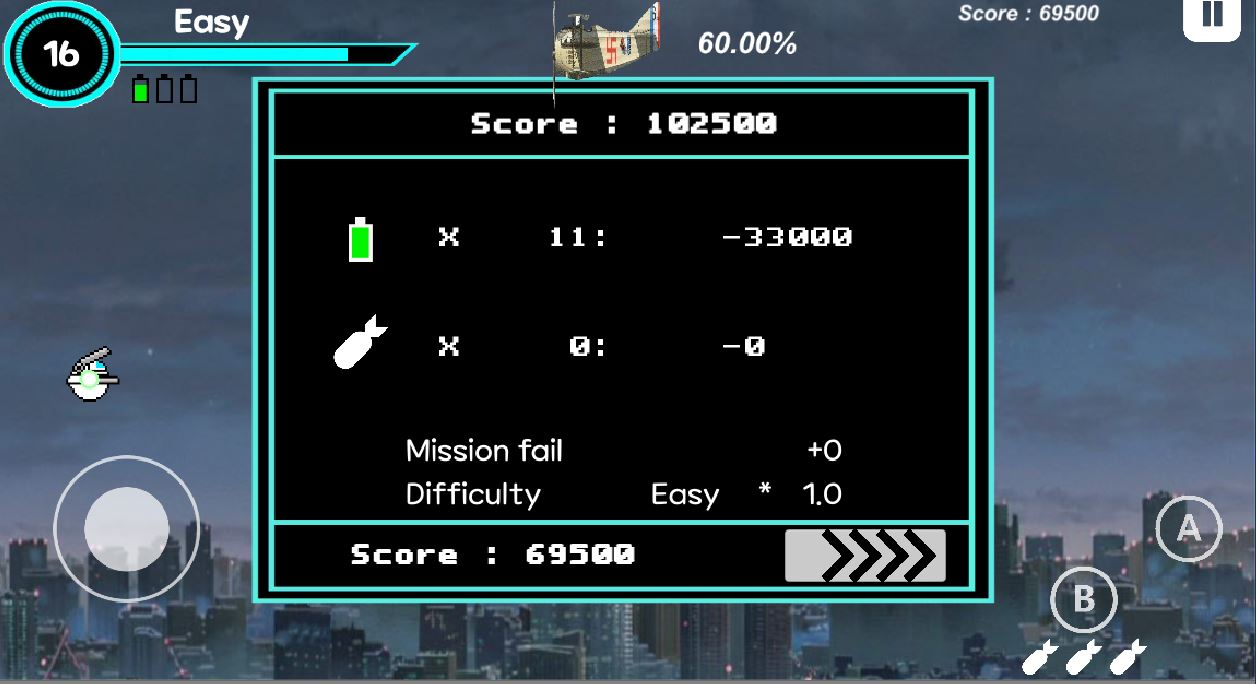 Easy
16
60.00%
Score : 69500
Score : 102500
X 11: -33000
X 0: -0
Mission fail +0
Difficulty Easy * 1.0
Score : 69500
A
B